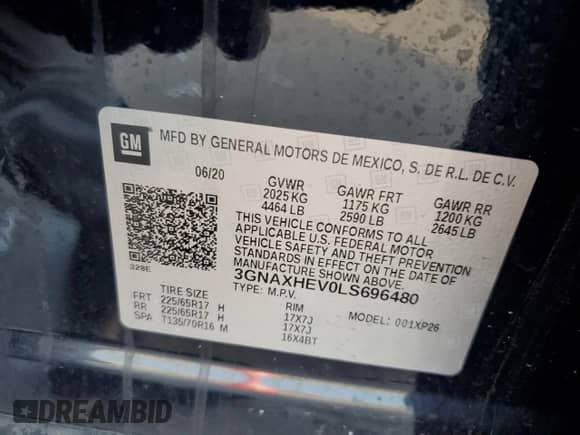 GM MFD BY GENERAL MOTORS DE MEXICO, S. DE R.L. DE C.V.
06/20 GVWR GAWR FRT GAWR RR
2025 KG 1175 KG 1200 KG
4464 LB 2590 LB 2645 LB
THIS VEHICLE CONFORMS TO ALL
APPLICABLE U.S. FEDERAL MOTOR
VEHICLE SAFETY AND THEFT PREVENTION
STANDARDS IN EFFECT ON THE DATE OF
MANUFACTURE SHOWN ABOVE.
328E
3GNAXHEV0LS696480
TYPE: M.P.V.
TIRE SIZE RIM MODEL: 001XP26
FRT 225/65R17 H 17X7J
RR 225/65R17 H 17X7J
SPA T135/70R16 M 16X4BT
DREAMBID